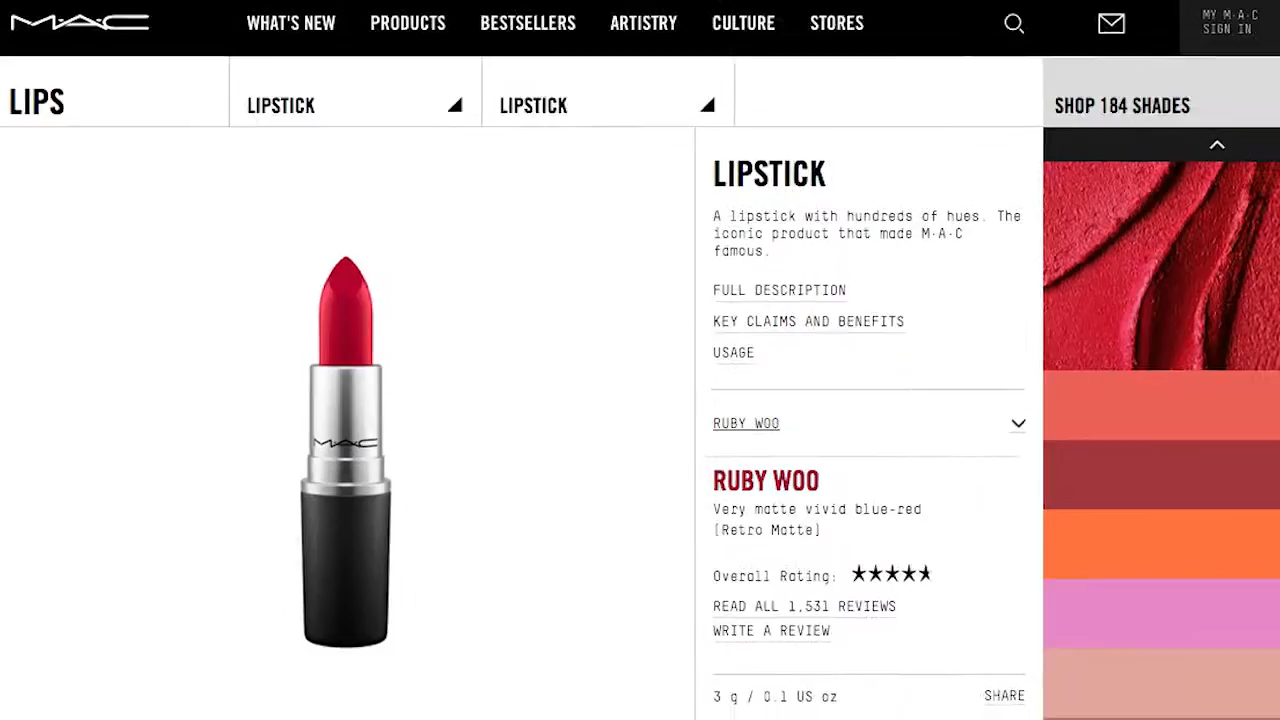 M·A·C
WHAT'S NEW
PRODUCTS
BESTSELLERS
ARTISTRY
CULTURE
STORES
MY M·A·C
SIGN IN
LIPS
LIPSTICK
LIPSTICK
SHOP 184 SHADES
LIPSTICK
A lipstick with hundreds of hues. The
iconic product that made M·A·C
famous.
FULL DESCRIPTION
KEY CLAIMS AND BENEFITS
USAGE
RUBY WOO
RUBY WOO
Very matte vivid blue-red
[Retro Matte]
Overall Rating:
READ ALL 1,531 REVIEWS
WRITE A REVIEW
3 g / 0.1 US oz
SHARE
M·A·C